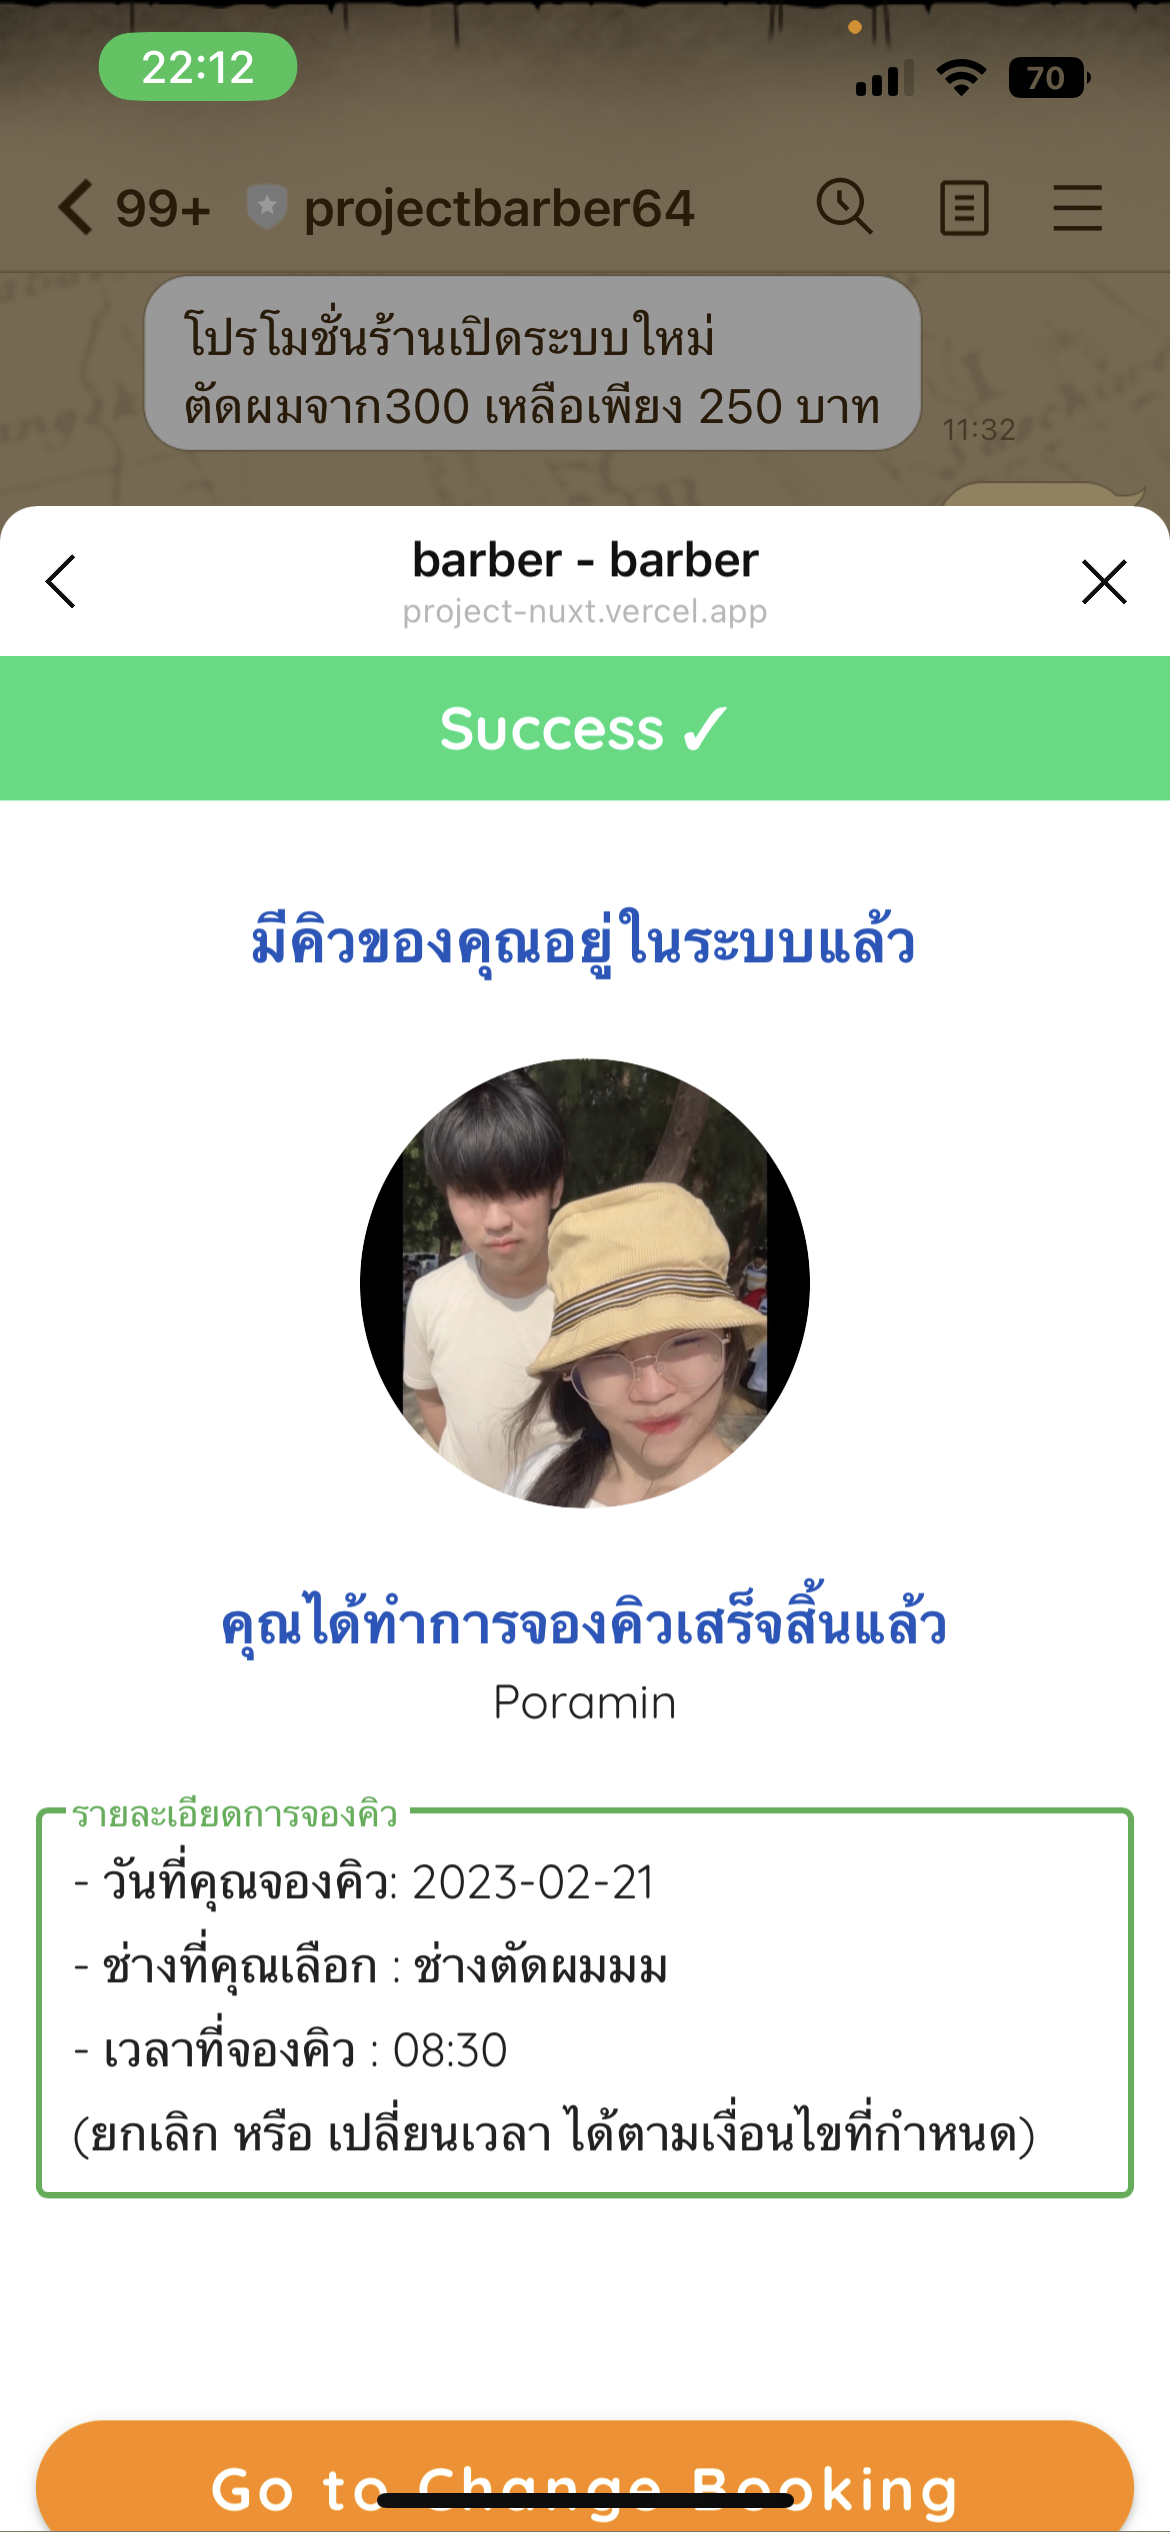 22:12
70
99+ projectbarber64
โปรโมชั่นร้านเปิดระบบใหม่
ตัดผมจาก300 เหลือเพียง 250 บาท
11:32
barber - barber
project-nuxt.vercel.app
Success ✓
มีคิวของคุณอยู่ในระบบแล้ว
คุณได้ทำการจองคิวเสร็จสิ้นแล้ว
Poramin
รายละเอียดการจองคิว
- วันที่คุณจองคิว: 2023-02-21
- ช่างที่คุณเลือก : ช่างตัดผมมม
- เวลาที่จองคิว : 08:30
(ยกเลิก หรือ เปลี่ยนเวลา ได้ตามเงื่อนไขที่กำหนด)
Go to Change Booking